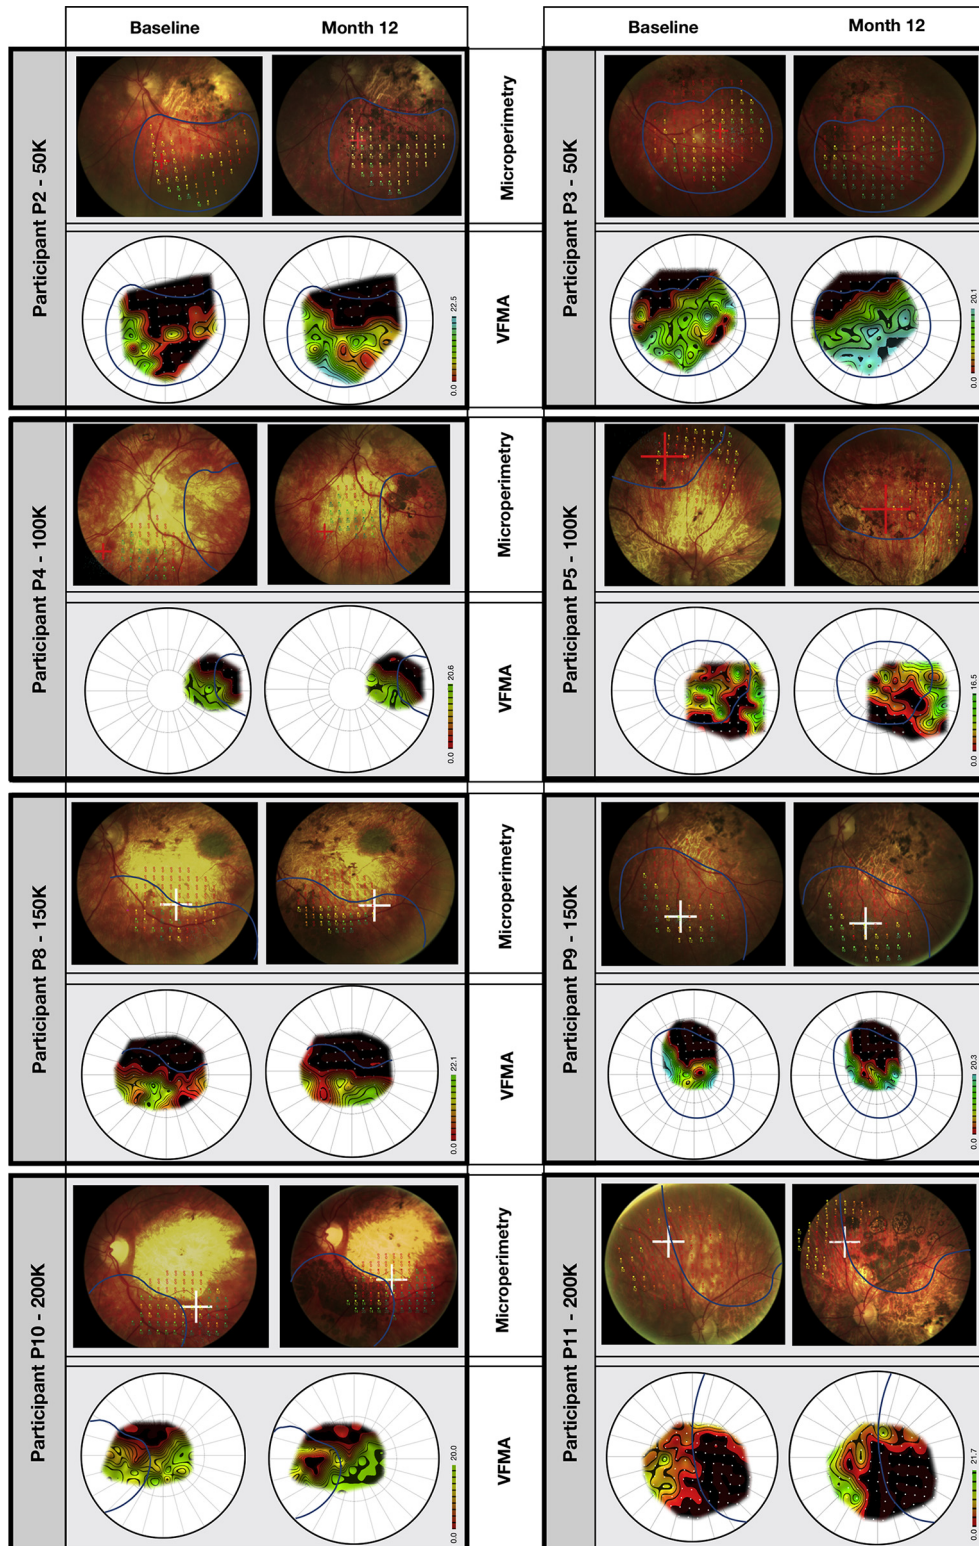 Baseline
Month 12
Baseline
Month 12
Participant P2 - 50K
Microperimetry
Participant P3 - 50K
VFMA
0.0
22.5
0.0
20.1
Participant P4 - 100K
Microperimetry
Participant P5 - 100K
VFMA
0.0
20.6
0.0
16.5
Participant P8 - 150K
Microperimetry
Participant P9 - 150K
VFMA
0.0
22.1
0.0
20.3
Participant P10 - 200K
Microperimetry
Participant P11 - 200K
VFMA
0.0
20.0
0.0
21.7